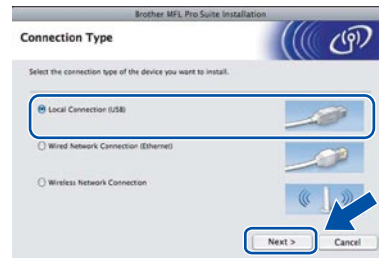 Brother MFL Pro Suite Installation
Connection Type
Select the connection type of the device you want to install.
Local Connection (USB)
Wired Network Connection (Ethernet)
Wireless Network Connection
Next >
Cancel